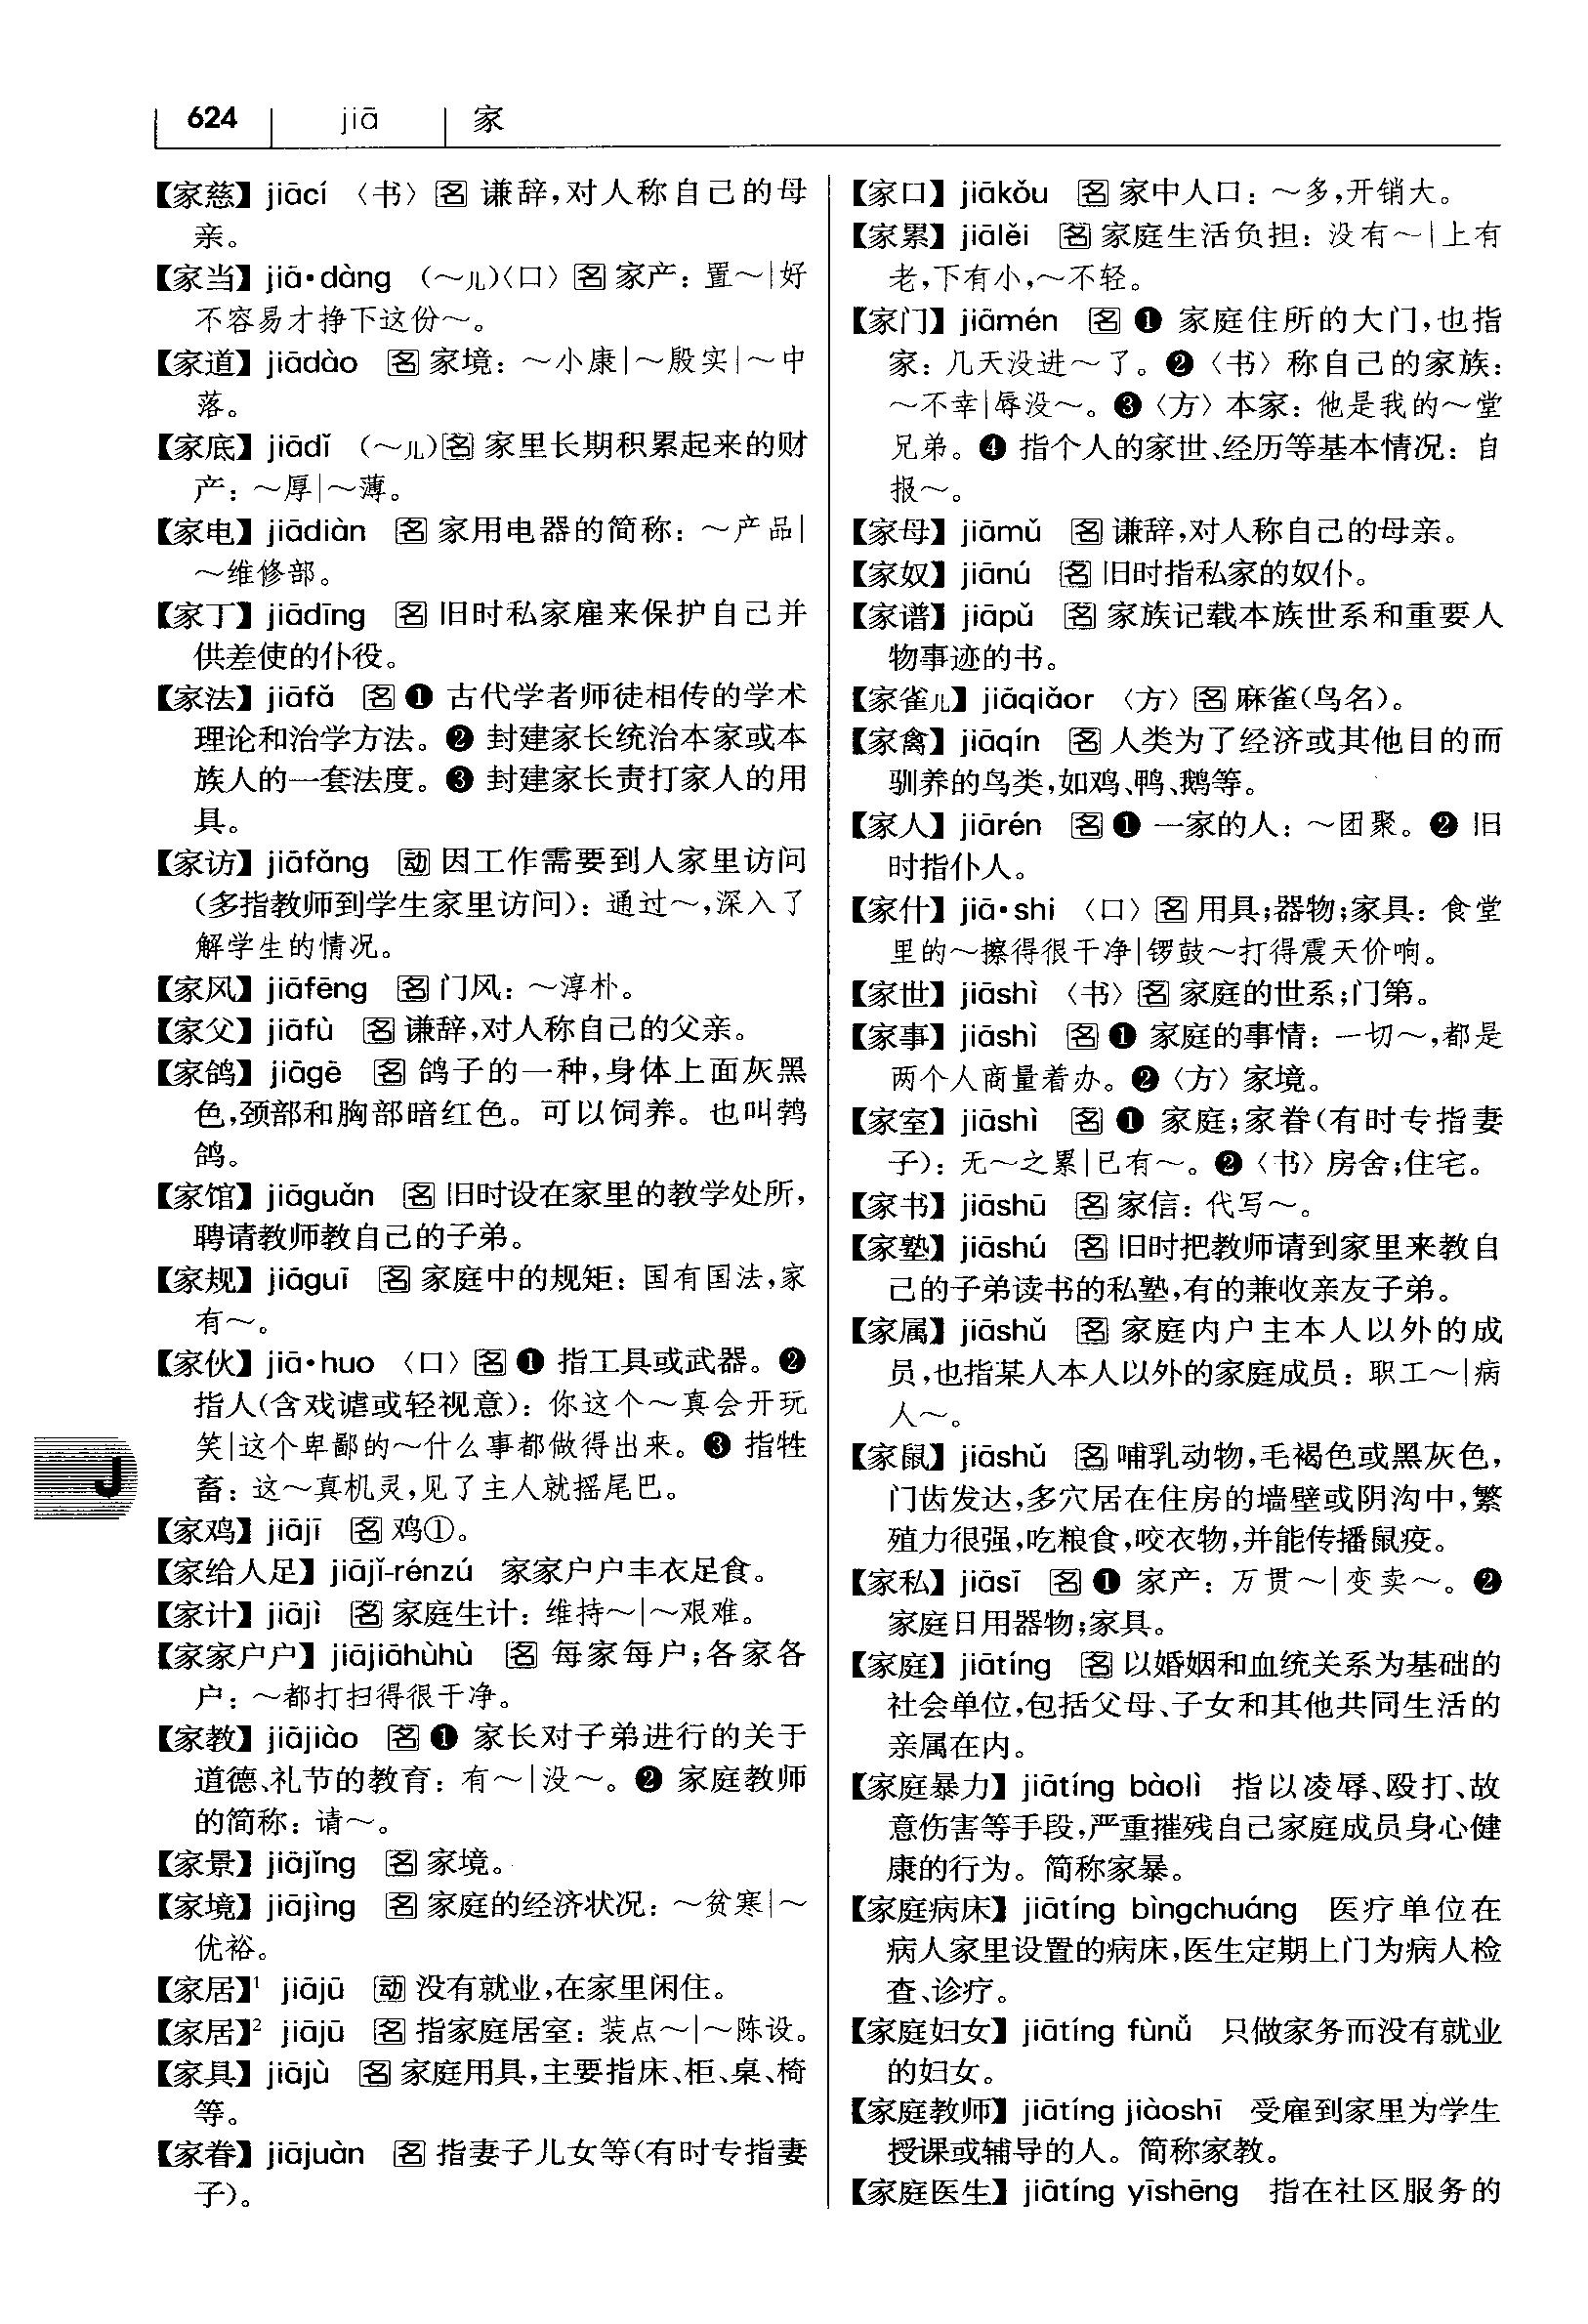 624 jiā 家
【家慈】jiācí 〈书〉名 谦辞,对人称自己的母
亲。
【家当】jiā·dàng (～儿)〈口〉名 家产：置～|好
不容易才挣下这份～。
【家道】jiādào 名 家境：～小康|～殷实|～中
落。
【家底】jiādǐ (～儿)名 家里长期积累起来的财
产：～厚|～薄。
【家电】jiādiàn 名 家用电器的简称：～产品|
～维修部。
【家丁】jiādīng 名 旧时私家雇来保护自己并
供差使的仆役。
【家法】jiāfǎ 名 ❶ 古代学者师徒相传的学术
理论和治学方法。❷ 封建家长统治本家或本
族人的一套法度。❸ 封建家长责打家人的用
具。
【家访】jiāfǎng 动 因工作需要到人家里访问
(多指教师到学生家里访问)：通过～,深入了
解学生的情况。
【家风】jiāfēng 名 门风：～淳朴。
【家父】jiāfù 名 谦辞,对人称自己的父亲。
【家鸽】jiāgē 名 鸽子的一种,身体上面灰黑
色,颈部和胸部暗红色。可以饲养。也叫鹁
鸽。
【家馆】jiāguǎn 名 旧时设在家里的教学处所,
聘请教师教自己的子弟。
【家规】jiāguī 名 家庭中的规矩：国有国法,家
有～。
【家伙】jiā·huo 〈口〉名 ❶ 指工具或武器。❷
指人(含戏谑或轻视意)：你这个～真会开玩
笑|这个卑鄙的～什么事都做得出来。❸ 指牲
畜：这～真机灵,见了主人就摇尾巴。
【家鸡】jiājī 名 鸡①。
【家给人足】jiājǐ-rénzú 家家户户丰衣足食。
【家计】jiājì 名 家庭生计：维持～|～艰难。
【家家户户】jiājiāhùhù 名 每家每户;各家各
户：～都打扫得很干净。
【家教】jiājiào 名 ❶ 家长对子弟进行的关于
道德、礼节的教育：有～|没～。❷ 家庭教师
的简称：请～。
【家景】jiājǐng 名 家境。
【家境】jiājìng 名 家庭的经济状况：～贫寒|～
优裕。
【家居】¹ jiājū 动 没有就业,在家里闲住。
【家居】² jiājū 名 指家庭居室：装点～|～陈设。
【家具】jiājù 名 家庭用具,主要指床、柜、桌、椅
等。
【家眷】jiājuàn 名 指妻子儿女等(有时专指妻
子)。
J
【家口】jiākǒu 名 家中人口：～多,开销大。
【家累】jiālěi 名 家庭生活负担：没有～|上有
老,下有小,～不轻。
【家门】jiāmén 名 ❶ 家庭住所的大门,也指
家：几天没进～了。❷〈书〉称自己的家族：
～不幸|辱没～。❸〈方〉本家：他是我的～堂
兄弟。❹ 指个人的家世、经历等基本情况：自
报～。
【家母】jiāmǔ 名 谦辞,对人称自己的母亲。
【家奴】jiānú 名 旧时指私家的奴仆。
【家谱】jiāpǔ 名 家族记载本族世系和重要人
物事迹的书。
【家雀儿】jiāqiǎor 〈方〉名 麻雀(鸟名)。
【家禽】jiāqín 名 人类为了经济或其他目的而
驯养的鸟类,如鸡、鸭、鹅等。
【家人】jiārén 名 ❶ 一家的人：～团聚。❷ 旧
时指仆人。
【家什】jiā·shi 〈口〉名 用具;器物;家具：食堂
里的～擦得很干净|锣鼓～打得震天价响。
【家世】jiāshì 〈书〉名 家庭的世系;门第。
【家事】jiāshì 名 ❶ 家庭的事情：一切～,都是
两个人商量着办。❷〈方〉家境。
【家室】jiāshì 名 ❶ 家庭;家眷(有时专指妻
子)：无～之累|已有～。❷〈书〉房舍;住宅。
【家书】jiāshū 名 家信：代写～。
【家塾】jiāshú 名 旧时把教师请到家里来教自
己的子弟读书的私塾,有的兼收亲友子弟。
【家属】jiāshǔ 名 家庭内户主本人以外的成
员,也指某人本人以外的家庭成员：职工～|病
人～。
【家鼠】jiāshǔ 名 哺乳动物,毛褐色或黑灰色,
门齿发达,多穴居在住房的墙壁或阴沟中,繁
殖力很强,吃粮食,咬衣物,并能传播鼠疫。
【家私】jiāsī 名 ❶ 家产：万贯～|变卖～。❷
家庭日用器物;家具。
【家庭】jiātíng 名 以婚姻和血统关系为基础的
社会单位,包括父母、子女和其他共同生活的
亲属在内。
【家庭暴力】jiātíng bàolì 指以凌辱、殴打、故
意伤害等手段,严重摧残自己家庭成员身心健
康的行为。简称家暴。
【家庭病床】jiātíng bìngchuáng 医疗单位在
病人家里设置的病床,医生定期上门为病人检
查、诊疗。
【家庭妇女】jiātíng fùnǚ 只做家务而没有就业
的妇女。
【家庭教师】jiātíng jiàoshī 受雇到家里为学生
授课或辅导的人。简称家教。
【家庭医生】jiātíng yīshēng 指在社区服务的